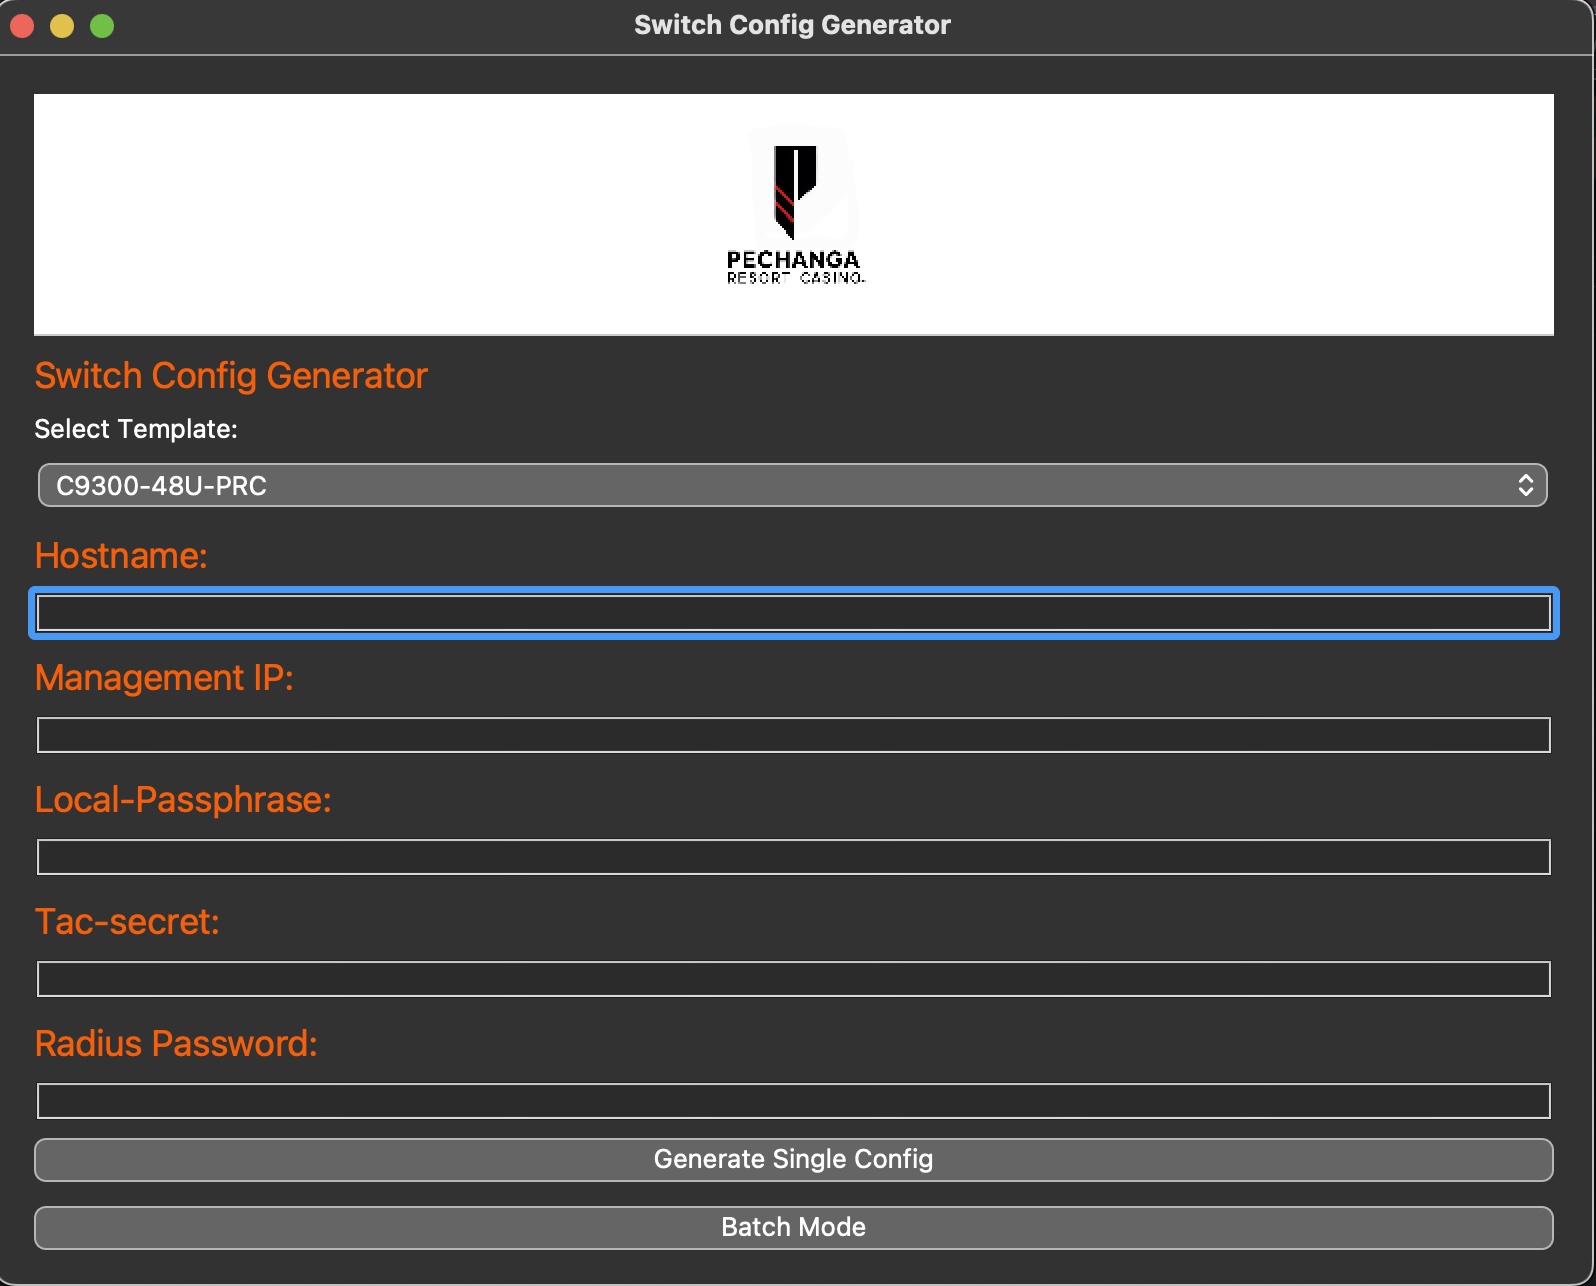 Switch Config Generator
PECHANGA
RESORT CASINO
Switch Config Generator
Select Template:
C9300-48U-PRC
Hostname:
Management IP:
Local-Passphrase:
Tac-secret:
Radius Password:
Generate Single Config
Batch Mode